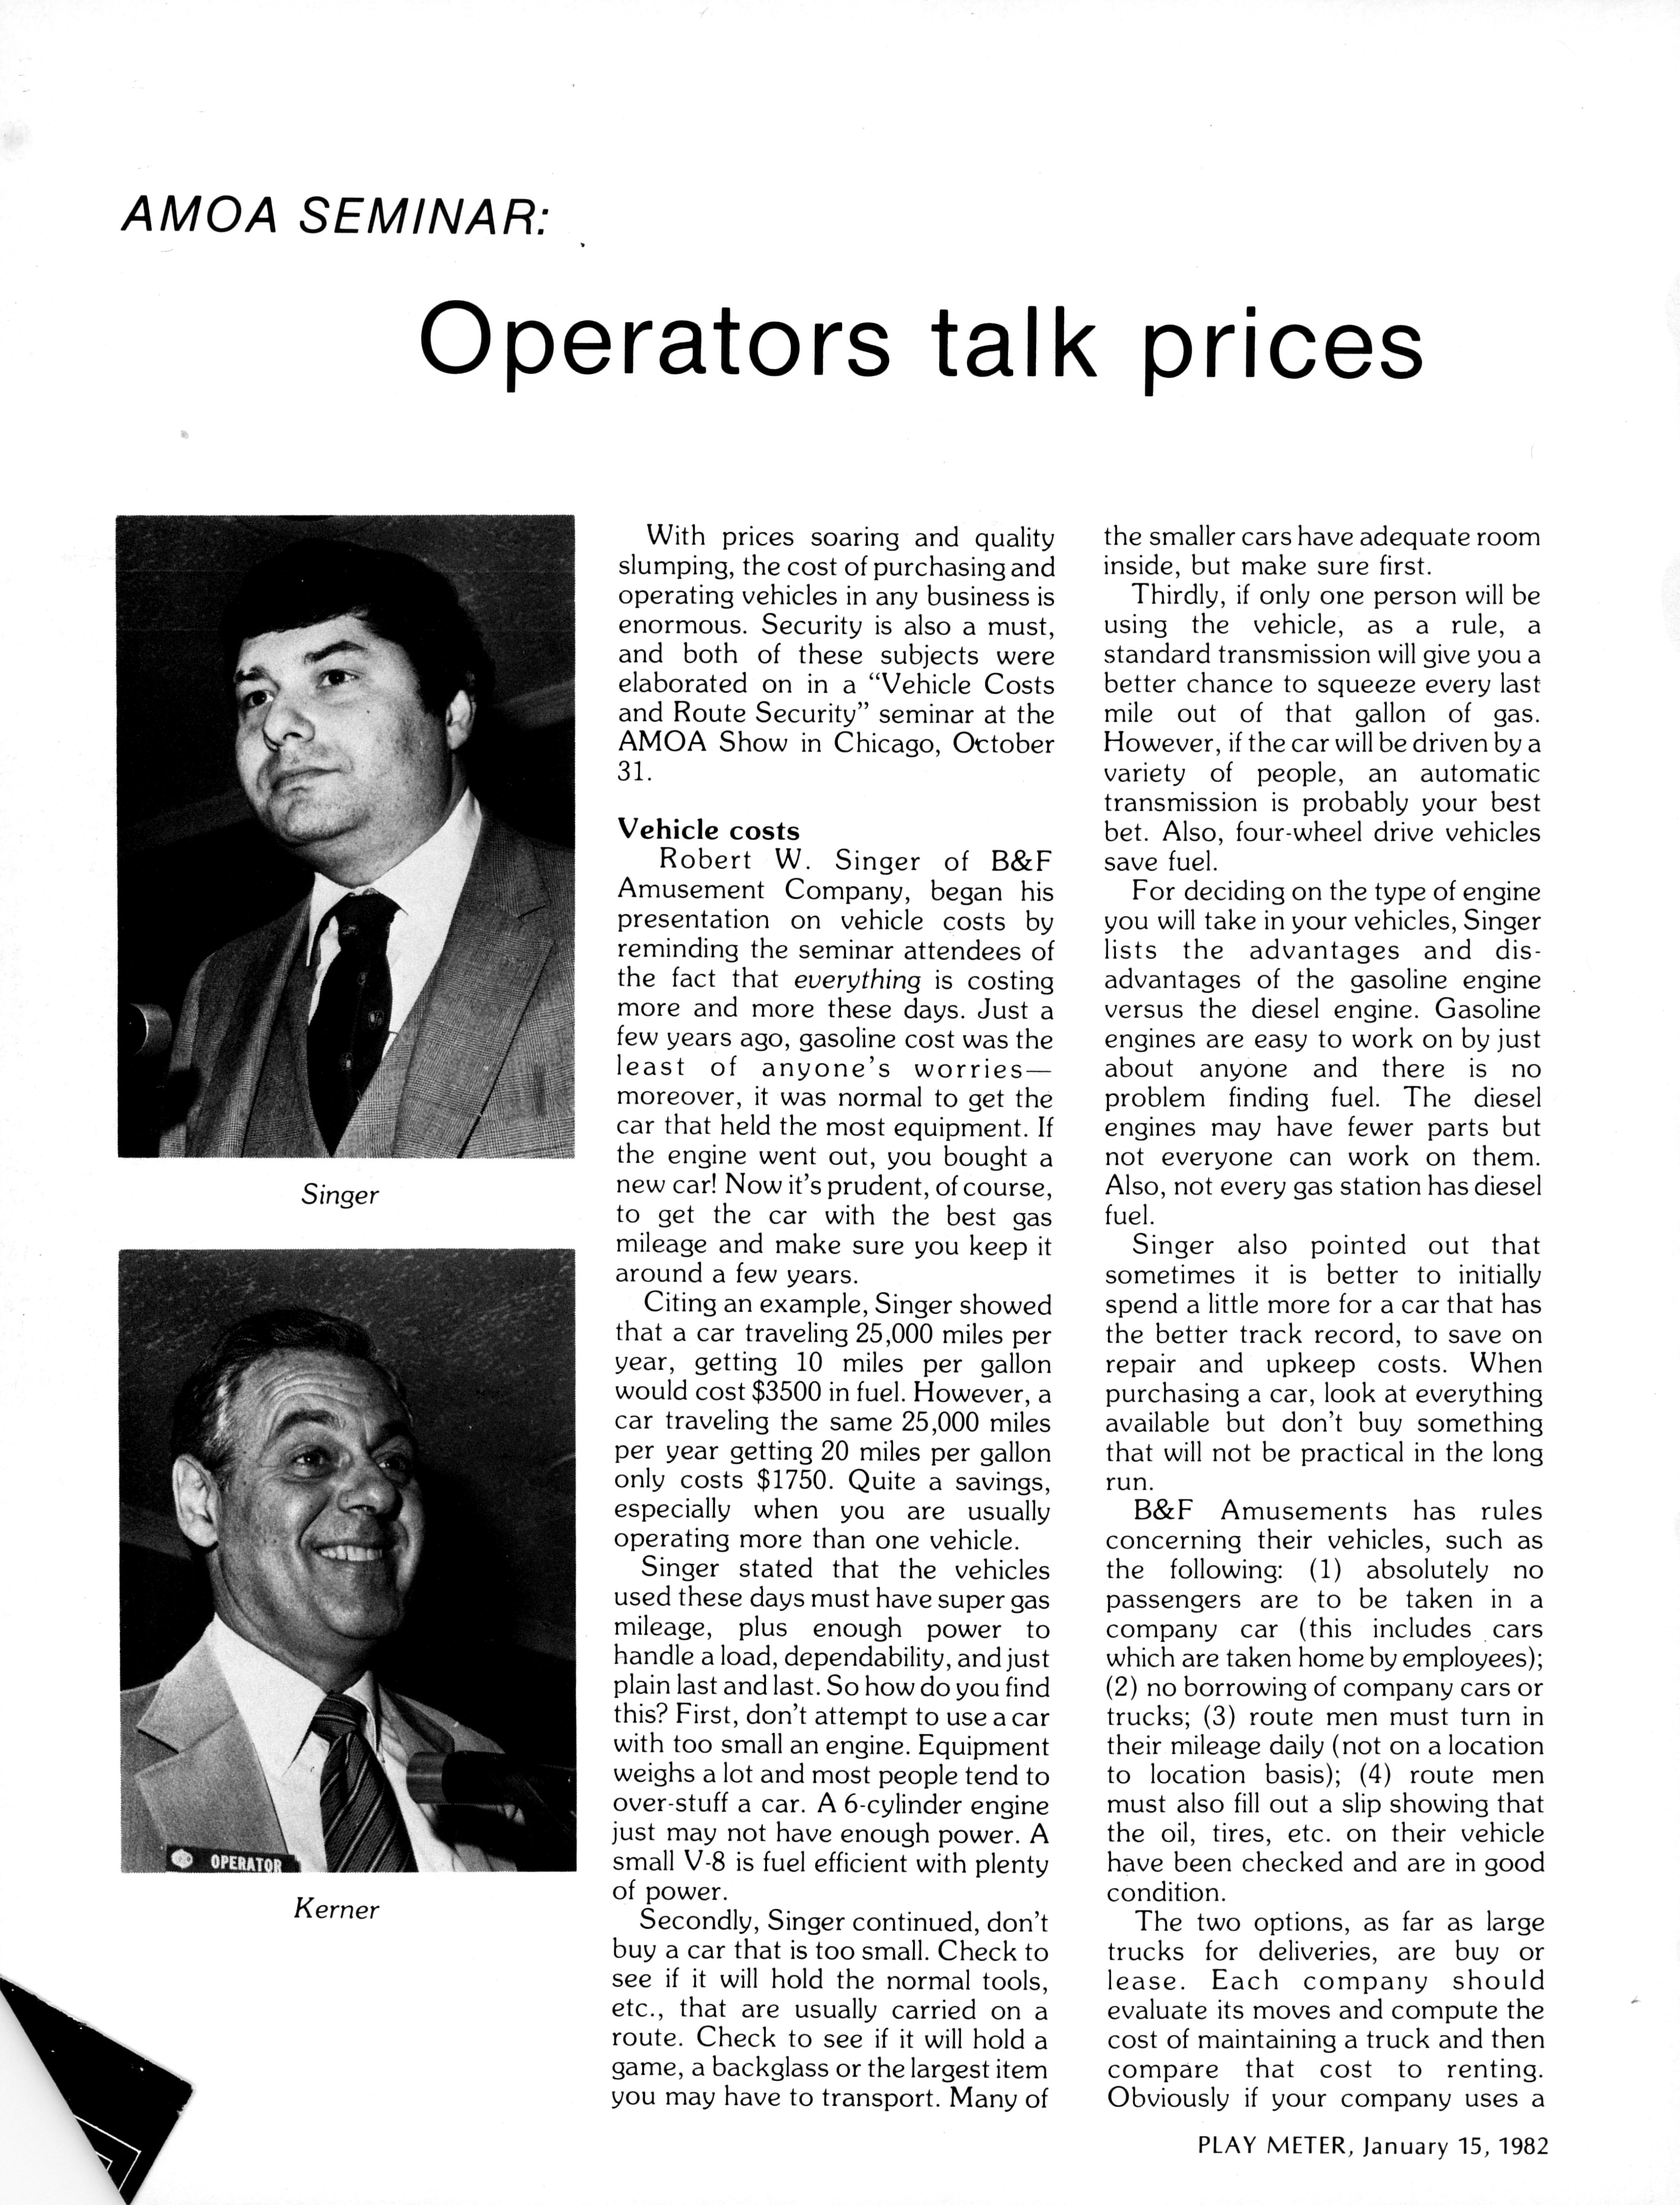 AMOA SEMINAR:
Operators talk prices
Singer
OPERATOR
Kerner
With prices soaring and quality
slumping, the cost of purchasing and
operating vehicles in any business is
enormous. Security is also a must,
and both of these subjects were
elaborated on in a “Vehicle Costs
and Route Security” seminar at the
AMOA Show in Chicago, October
31.
Vehicle costs
Robert W. Singer of B&F
Amusement Company, began his
presentation on vehicle costs by
reminding the seminar attendees of
the fact that everything is costing
more and more these days. Just a
few years ago, gasoline cost was the
least of anyone's worries—
moreover, it was normal to get the
car that held the most equipment. If
the engine went out, you bought a
new car! Now it's prudent, of course,
to get the car with the best gas
mileage and make sure you keep it
around a few years.
Citing an example, Singer showed
that a car traveling 25,000 miles per
year, getting 10 miles per gallon
would cost $3500 in fuel. However, a
car traveling the same 25,000 miles
per year getting 20 miles per gallon
only costs $1750. Quite a savings,
especially when you are usually
operating more than one vehicle.
Singer stated that the vehicles
used these days must have super gas
mileage, plus enough power to
handle a load, dependability, and just
plain last and last. So how do you find
this? First, don't attempt to use a car
with too small an engine. Equipment
weighs a lot and most people tend to
over-stuff a car. A 6-cylinder engine
just may not have enough power. A
small V-8 is fuel efficient with plenty
of power.
Secondly, Singer continued, don't
buy a car that is too small. Check to
see if it will hold the normal tools,
etc., that are usually carried on a
route. Check to see if it will hold a
game, a backglass or the largest item
you may have to transport. Many of
the smaller cars have adequate room
inside, but make sure first.
Thirdly, if only one person will be
using the vehicle, as a rule, a
standard transmission will give you a
better chance to squeeze every last
mile out of that gallon of gas.
However, if the car will be driven by a
variety of people, an automatic
transmission is probably your best
bet. Also, four-wheel drive vehicles
save fuel.
For deciding on the type of engine
you will take in your vehicles, Singer
lists the advantages and dis-
advantages of the gasoline engine
versus the diesel engine. Gasoline
engines are easy to work on by just
about anyone and there is no
problem finding fuel. The diesel
engines may have fewer parts but
not everyone can work on them.
Also, not every gas station has diesel
fuel.
Singer also pointed out that
sometimes it is better to initially
spend a little more for a car that has
the better track record, to save on
repair and upkeep costs. When
purchasing a car, look at everything
available but don't buy something
that will not be practical in the long
run.
B&F Amusements has rules
concerning their vehicles, such as
the following: (1) absolutely no
passengers are to be taken in a
company car (this includes cars
which are taken home by employees);
(2) no borrowing of company cars or
trucks; (3) route men must turn in
their mileage daily (not on a location
to location basis); (4) route men
must also fill out a slip showing that
the oil, tires, etc. on their vehicle
have been checked and are in good
condition.
The two options, as far as large
trucks for deliveries, are buy or
lease. Each company should
evaluate its moves and compute the
cost of maintaining a truck and then
compare that cost to renting.
Obviously if your company uses a
PLAY METER, January 15, 1982